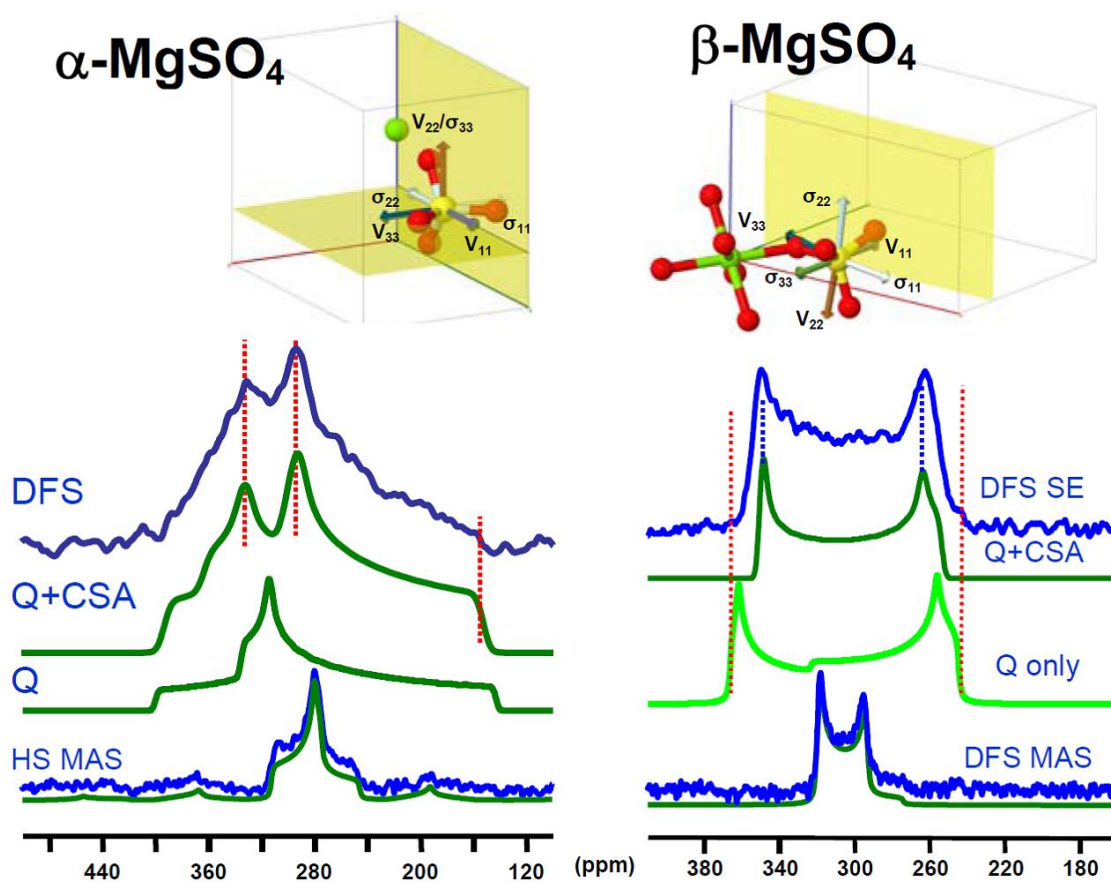 α-MgSO4
V22/σ33
σ22
V33
σ11
V11
DFS
Q+CSA
Q
HS MAS
440 360 280 200 120
(ppm)
β-MgSO4
σ22
V33
V11
σ33
σ11
V22
DFS SE
Q+CSA
Q only
DFS MAS
380 340 300 260 220 180